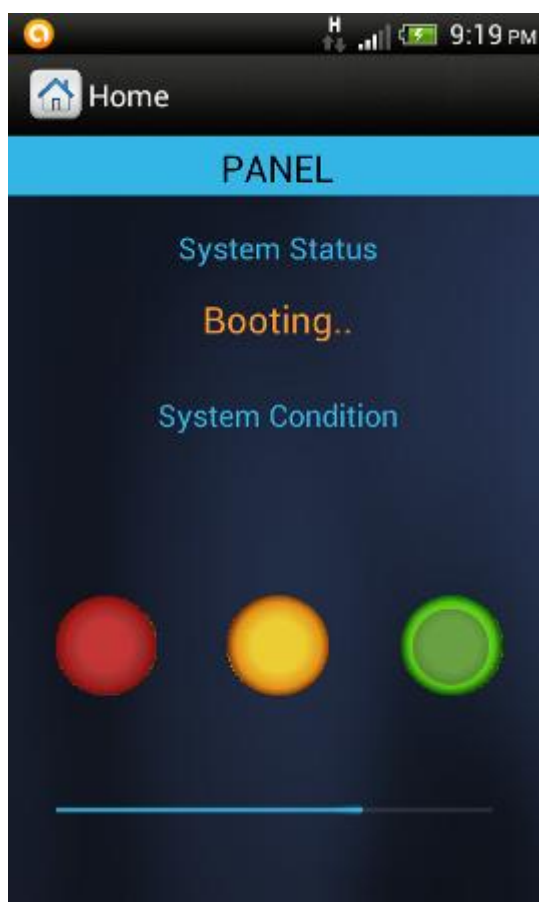 H
9:19 PM
Home
PANEL
System Status
Booting..
System Condition